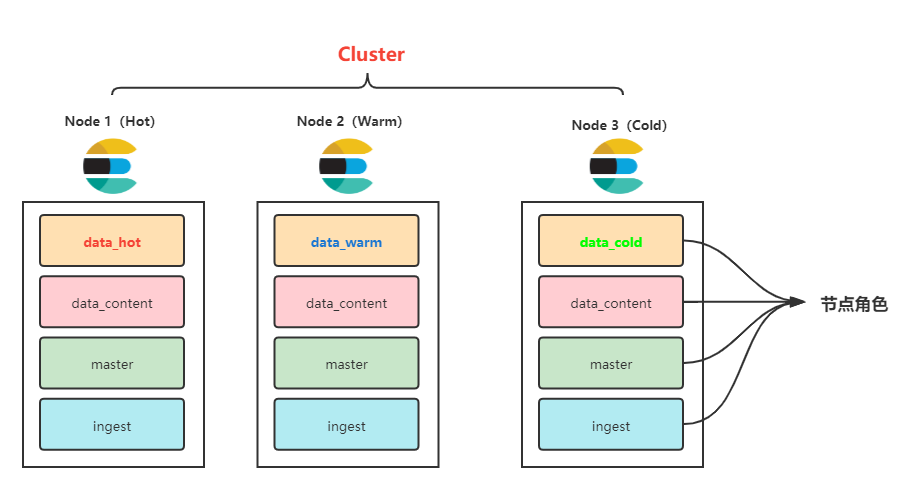 Cluster
Node 1（Hot）
Node 2（Warm）
Node 3（Cold）
data_hot
data_warm
data_cold
data_content
data_content
data_content
节点角色
master
master
master
ingest
ingest
ingest